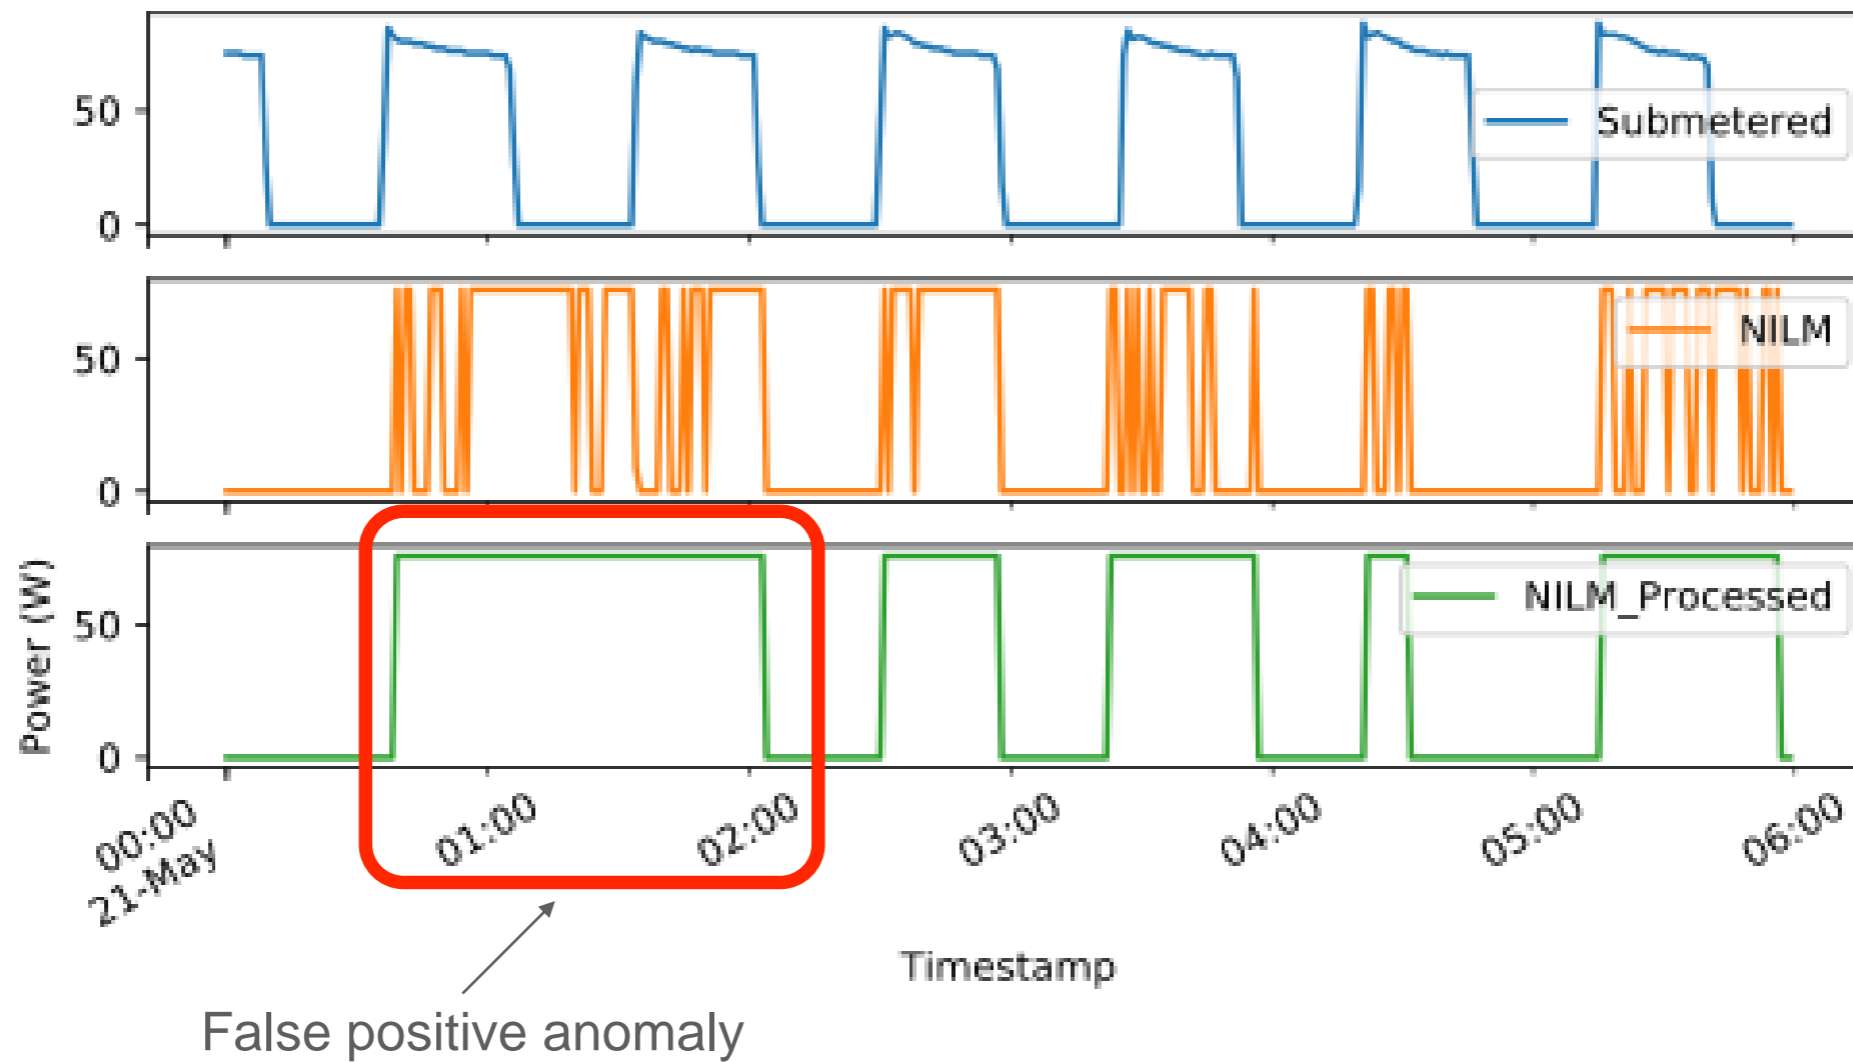 50
0
Submetered
50
0
NILM
Power (W)
50
0
NILM_Processed
00:00
21-May
01:00
02:00
03:00
04:00
05:00
06:00
Timestamp
False positive anomaly